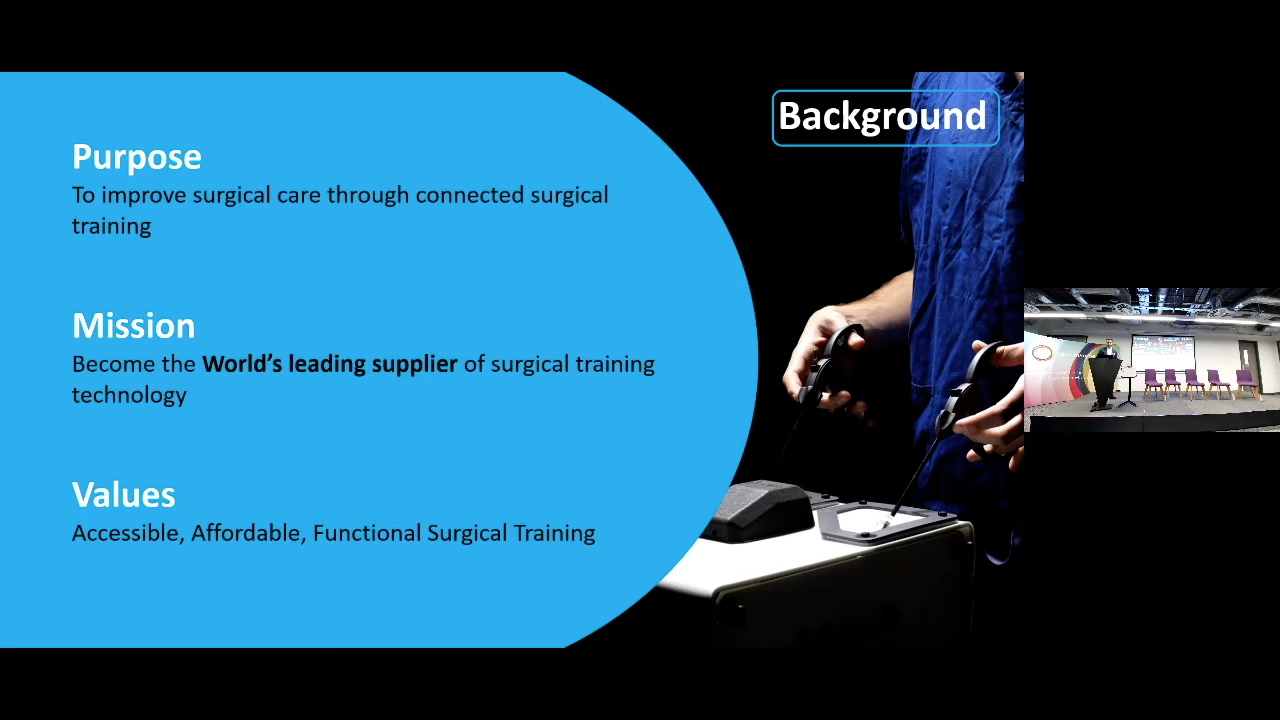 Background
Purpose
To improve surgical care through connected surgical
training
Mission
Become the World's leading supplier of surgical training
technology
Values
Accessible, Affordable, Functional Surgical Training